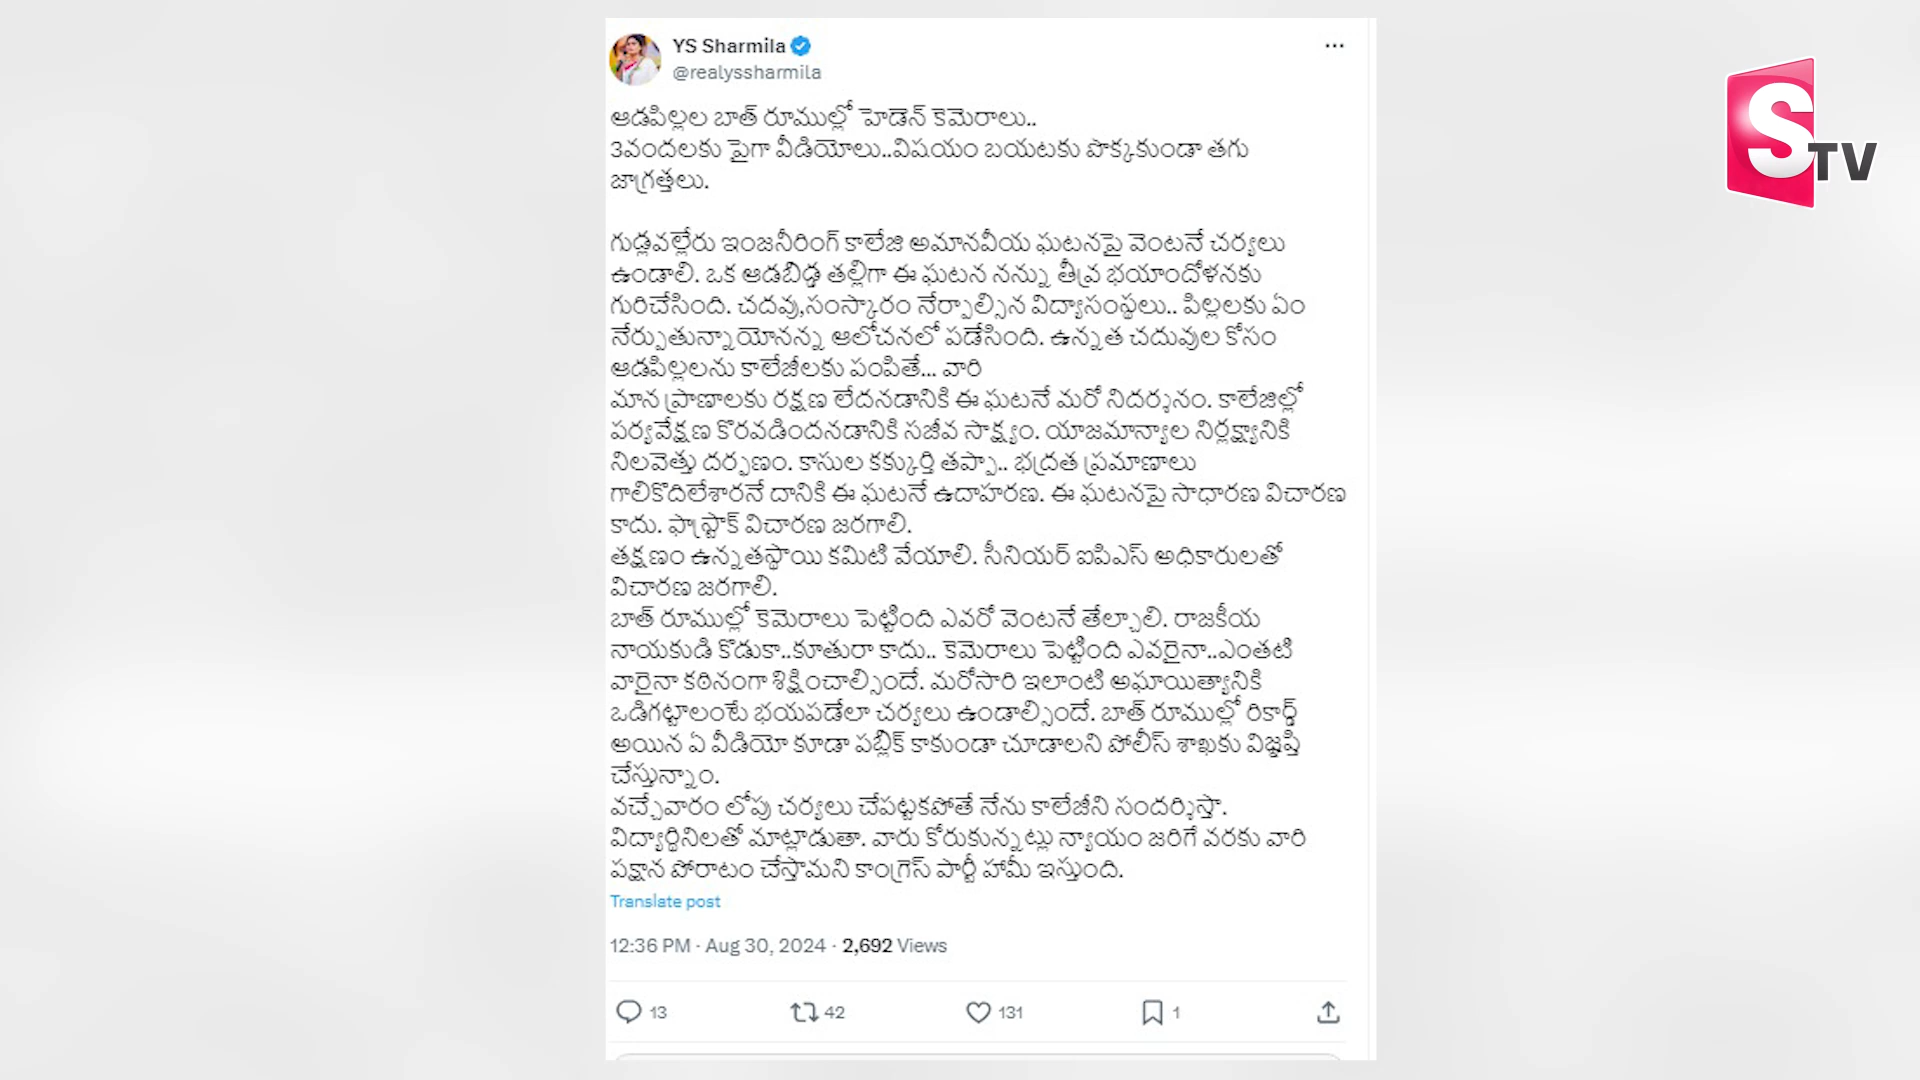 YS Sharmila
@realyssharmila
ఆడపిల్లల బాత్ రూముల్లో హెడెన్ కెమెరాలు..
3వందలకు పైగా వీడియోలు..విషయం బయటకు పొక్కకుండా తగు
జాగ్రత్తలు.
గుడ్లవల్లేరు ఇంజనీరింగ్ కాలేజి అమానవీయ ఘటనపై వెంటనే చర్యలు
ఉండాలి. ఒక ఆడబిడ్డ తల్లిగా ఈ ఘటన నన్ను తీవ్ర భయాందోళనకు
గురిచేసింది. చదవు,సంస్కారం నేర్పాల్సిన విద్యాసంస్థలు.. పిల్లలకు ఏం
నేర్పుతున్నాయోనన్న ఆలోచనలో పడేసింది. ఉన్నత చదువుల కోసం
ఆడపిల్లలను కాలేజీలకు పంపితే... వారి
మాన ప్రాణాలకు రక్షణ లేదనడానికి ఈ ఘటనే మరో నిదర్శనం. కాలేజిల్లో
పర్యవేక్షణ కొరవడిందనడానికి సజీవ సాక్ష్యం. యాజమాన్యాల నిర్లక్ష్యానికి
నిలవెత్తు దర్పణం. కాసుల కక్కుర్తి తప్పా.. భద్రత ప్రమాణాలు
గాలికొదిలేశారనే దానికి ఈ ఘటనే ఉదాహరణ. ఈ ఘటనపై సాధారణ విచారణ
కాదు. ఫాస్ట్రాక్ విచారణ జరగాలి.
తక్షణం ఉన్నతస్థాయి కమిటి వేయాలి. సీనియర్ ఐపిఎస్ అధికారులతో
విచారణ జరగాలి.
బాత్ రూముల్లో కెమెరాలు పెట్టింది ఎవరో వెంటనే తేల్చాలి. రాజకీయ
నాయకుడి కొడుకా..కూతురా కాదు.. కెమెరాలు పెట్టింది ఎవరైనా..ఎంతటి
వారైనా కఠినంగా శిక్షించాల్సిందే. మరోసారి ఇలాంటి అఘాయిత్యానికి
ఒడిగట్టాలంటే భయపడేలా చర్యలు ఉండాల్సిందే. బాత్ రూముల్లో రికార్డ్
అయిన ఏ వీడియో కూడా పబ్లిక్ కాకుండా చూడాలని పోలీస్ శాఖకు విజ్ఞప్తి
చేస్తున్నాం.
వచ్చేవారం లోపు చర్యలు చేపట్టకపోతే నేను కాలేజీని సందర్శిస్తా.
విద్యార్థినిలతో మాట్లాడుతా. వారు కోరుకున్నట్లు న్యాయం జరిగే వరకు వారి
పక్షాన పోరాటం చేస్తామని కాంగ్రెస్ పార్టీ హామీ ఇస్తుంది.
Translate post
12:36 PM · Aug 30, 2024 · 2,692 Views
13 42 131 1
S TV